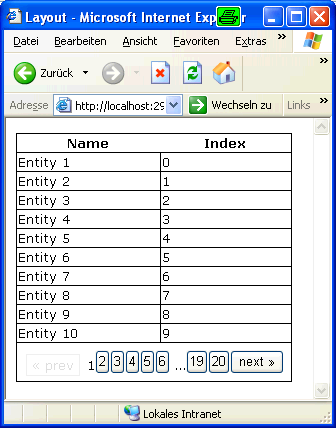 Layout - Microsoft Internet Exp r
Datei Bearbeiten Ansicht Favoriten Extras »
Zurück »
Adresse http://localhost:29 Wechseln zu Links »
Name Index
Entity 1 0
Entity 2 1
Entity 3 2
Entity 4 3
Entity 5 4
Entity 6 5
Entity 7 6
Entity 8 7
Entity 9 8
Entity 10 9
« prev 1 2 3 4 5 6 ... 19 20 next »
Lokales Intranet